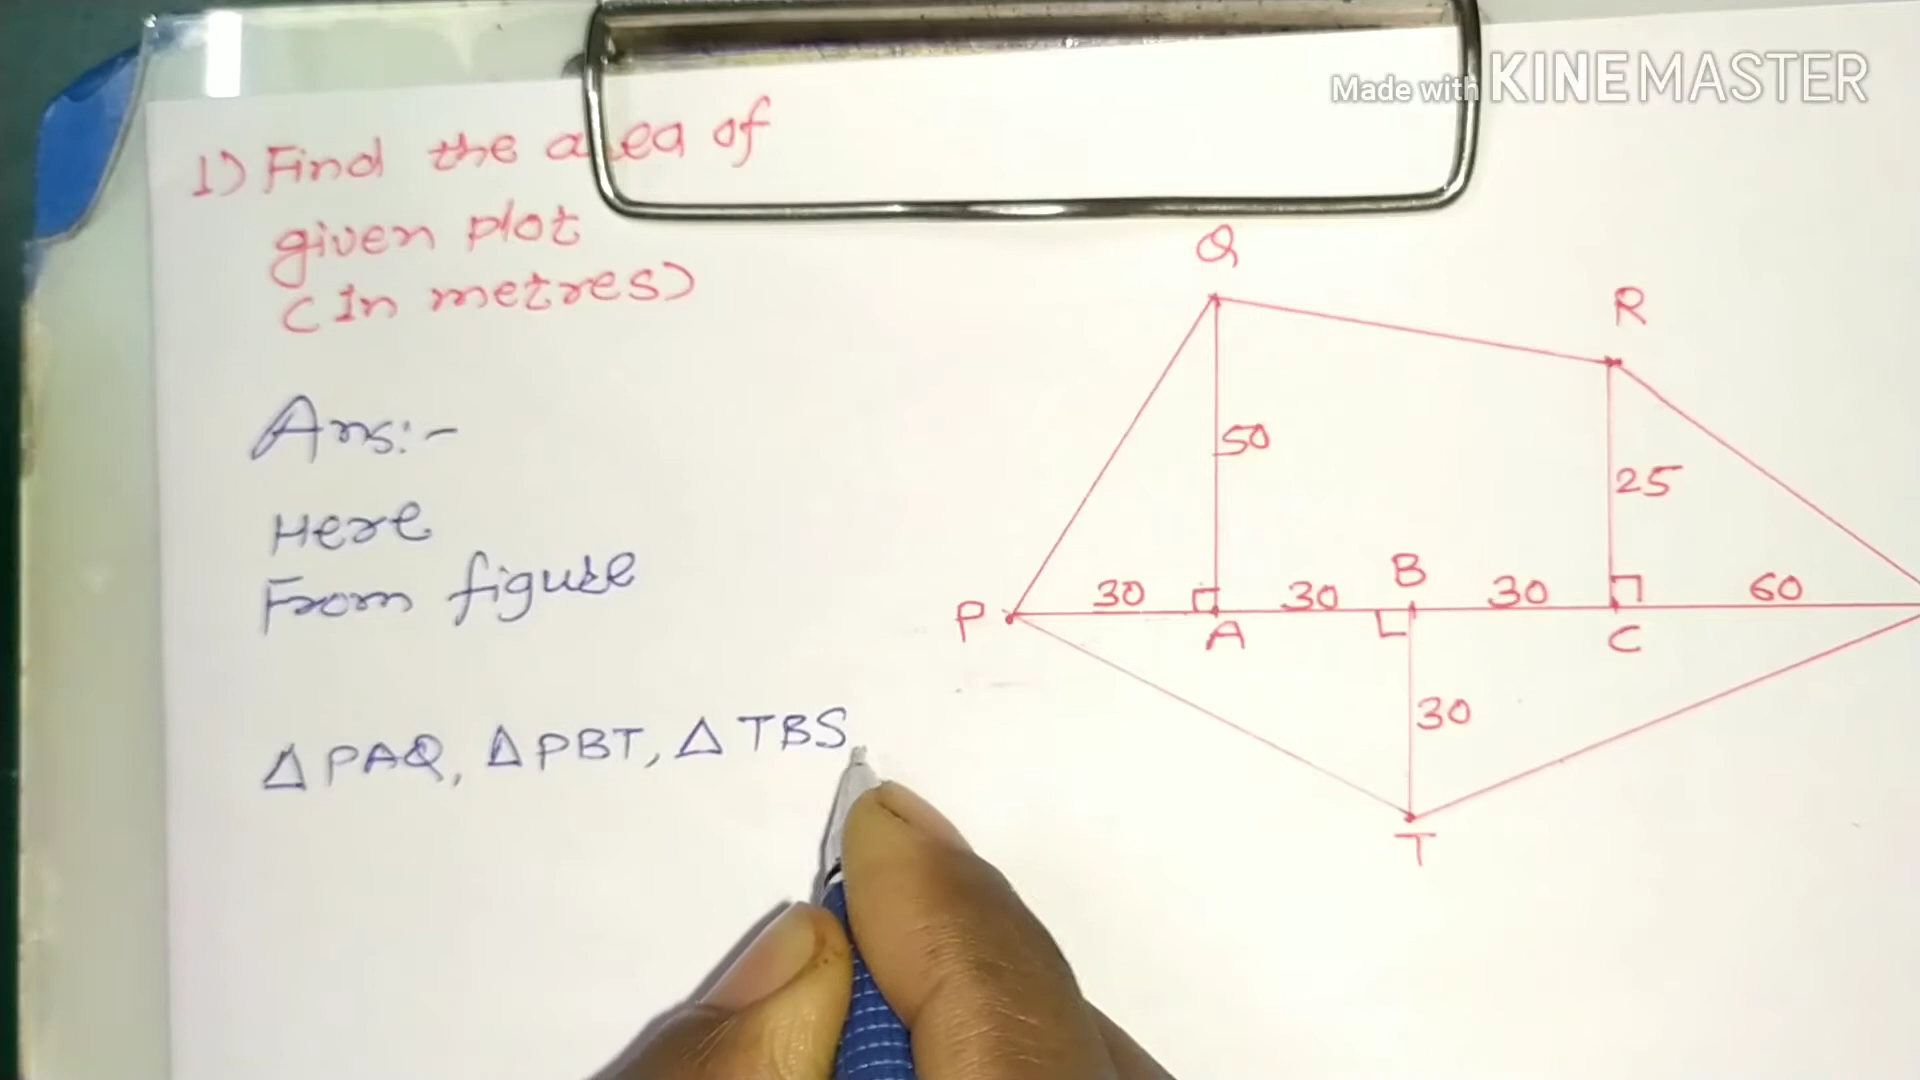 Made with KINEMASTER
1) Find the area of
given plot
(In metres)
Ans:-
Here
From figure
△ PAQ, △ PBT, △ TBS
Q
R
50
25
B
30
30
30
60
P
A
C
30
T